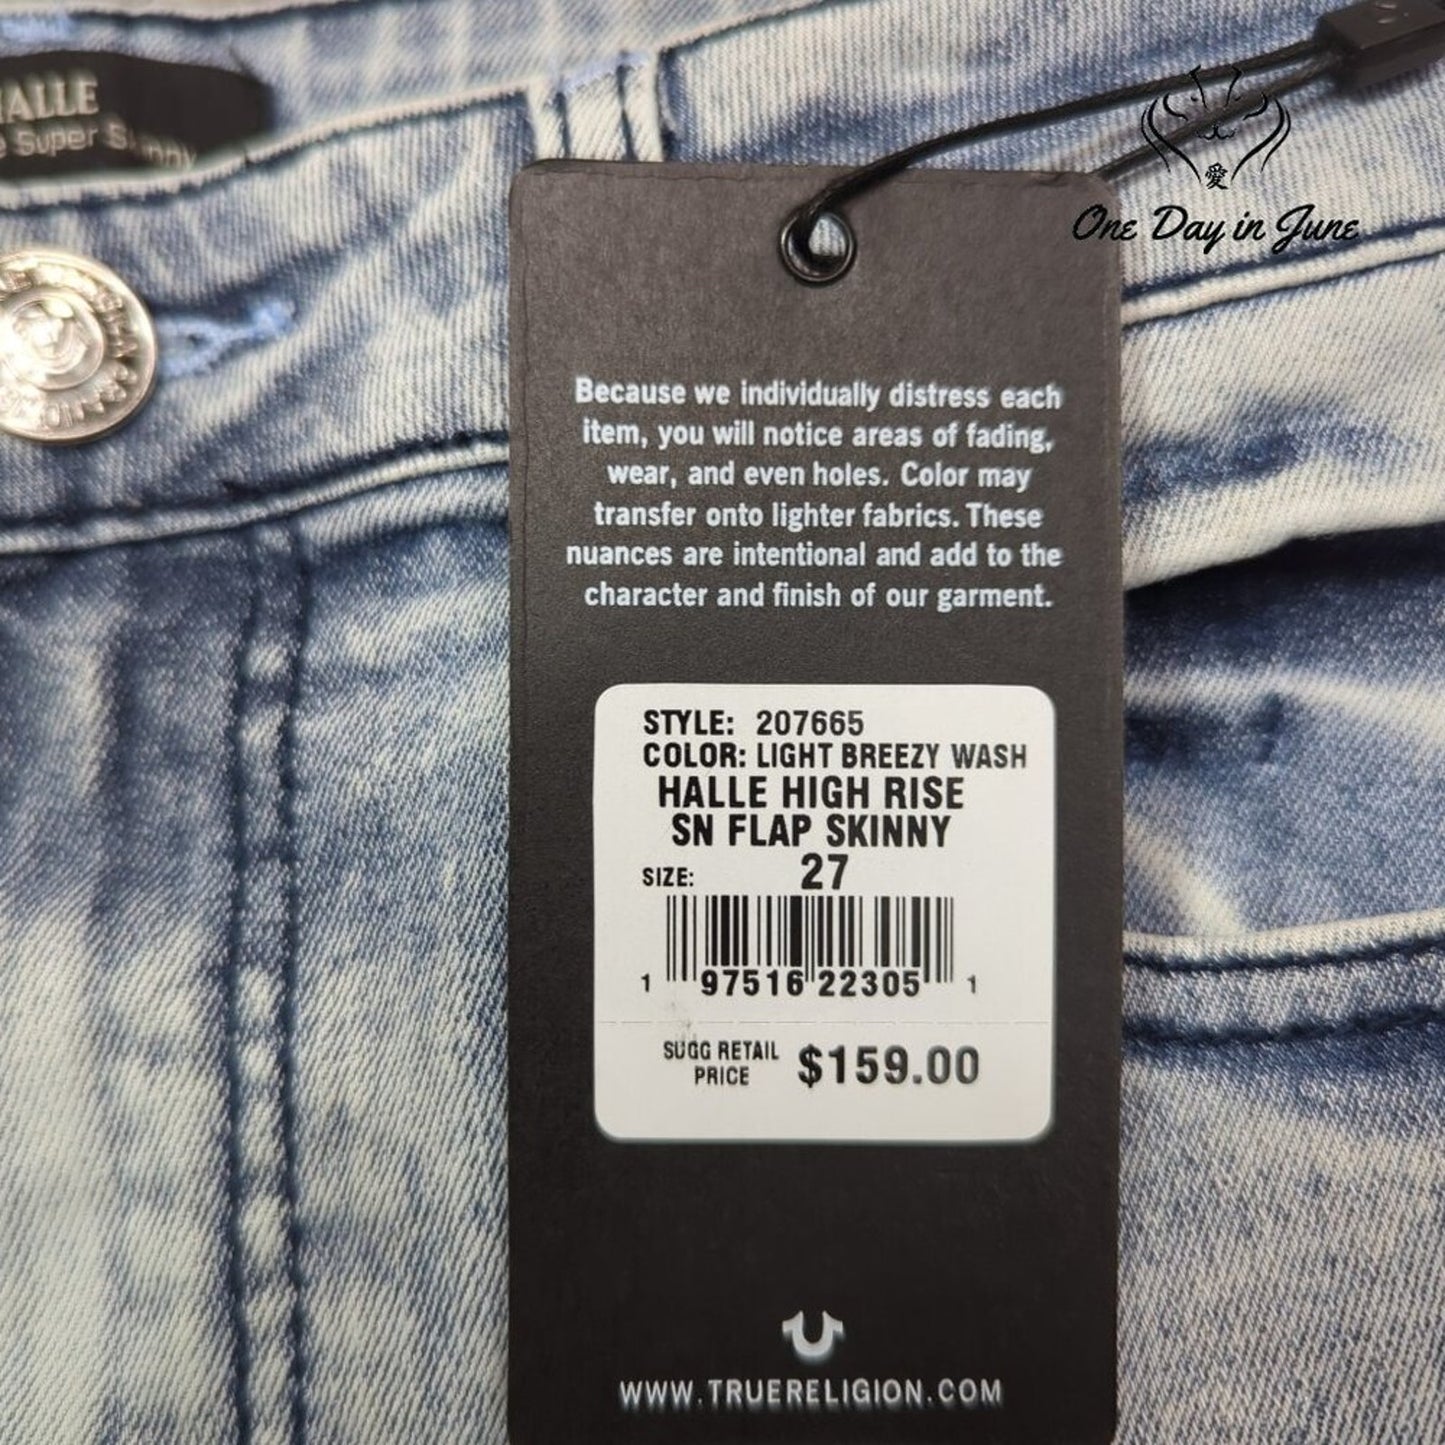 HALLE
Super Skinny
愛
One Day in June
Because we individually distress each
item, you will notice areas of fading,
wear, and even holes. Color may
transfer onto lighter fabrics. These
nuances are intentional and add to the
character and finish of our garment.
STYLE: 207665
COLOR: LIGHT BREEZY WASH
HALLE HIGH RISE
SN FLAP SKINNY
SIZE: 27
1 97516 22305 1
SUGG RETAIL
PRICE $159.00
WWW.TRUERELIGION.COM